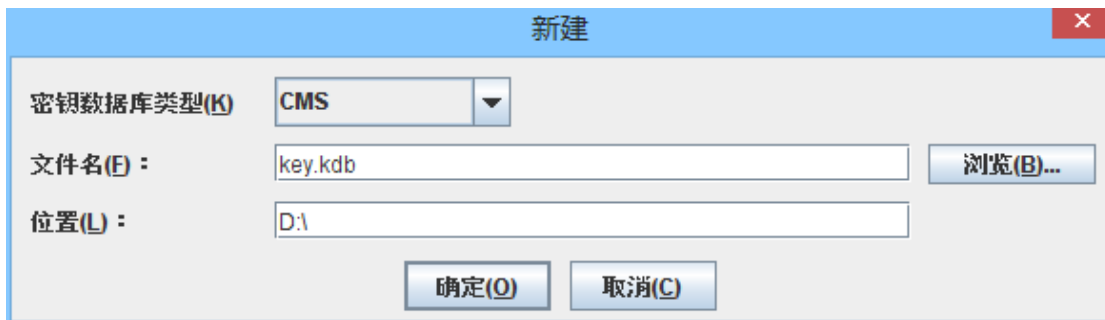 新建
密钥数据库类型(K) CMS
文件名(F)： key.kdb 浏览(B)...
位置(L)： D:\
确定(O) 取消(C)